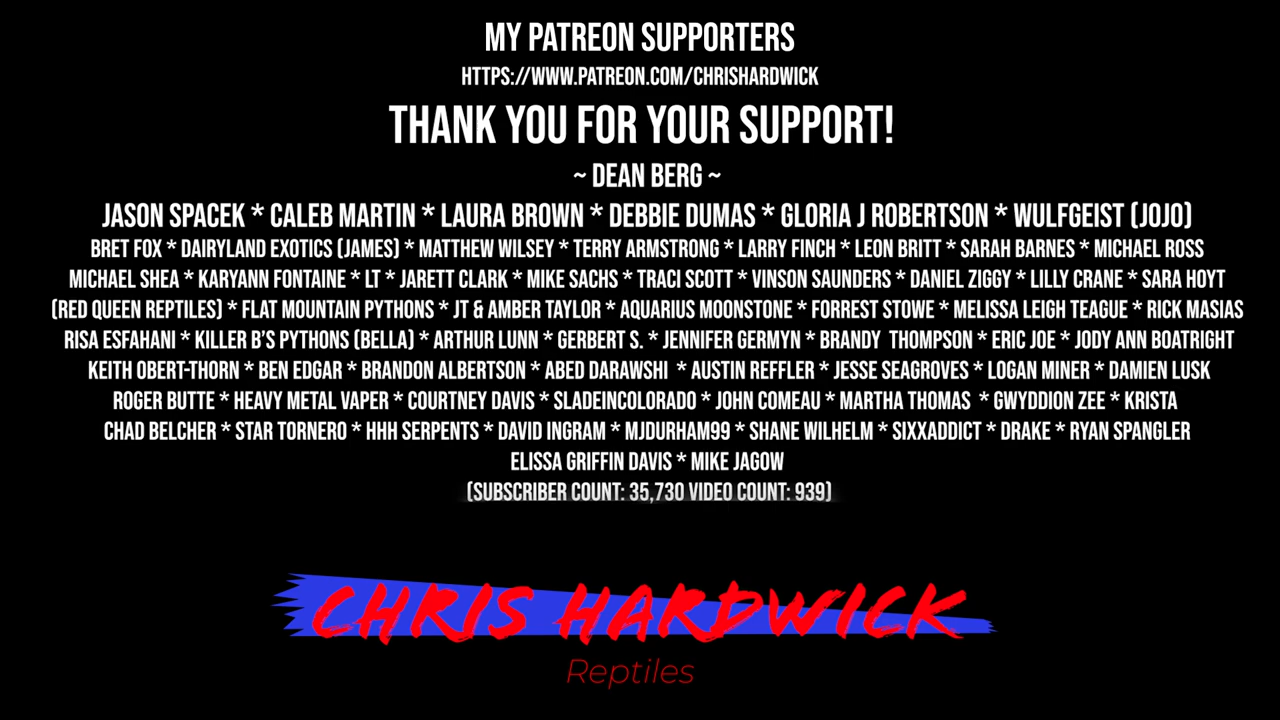 MY PATREON SUPPORTERS
HTTPS://WWW.PATREON.COM/CHRISHARDWICK
THANK YOU FOR YOUR SUPPORT!
~ DEAN BERG ~
JASON SPACEK * CALEB MARTIN * LAURA BROWN * DEBBIE DUMAS * GLORIA J ROBERTSON * WULFGEIST (JOJO)
BRET FOX * DAIRYLAND EXOTICS (JAMES) * MATTHEW WILSEY * TERRY ARMSTRONG * LARRY FINCH * LEON BRITT * SARAH BARNES * MICHAEL ROSS
MICHAEL SHEA * KARYANN FONTAINE * LT * JARETT CLARK * MIKE SACHS * TRACI SCOTT * VINSON SAUNDERS * DANIEL ZIGGY * LILLY CRANE * SARA HOYT
(RED QUEEN REPTILES) * FLAT MOUNTAIN PYTHONS * JT & AMBER TAYLOR * AQUARIUS MOONSTONE * FORREST STOWE * MELISSA LEIGH TEAGUE * RICK MASIAS
RISA ESFAHANI * KILLER B'S PYTHONS (BELLA) * ARTHUR LUNN * GERBERT S. * JENNIFER GERMYN * BRANDY THOMPSON * ERIC JOE * JODY ANN BOATRIGHT
KEITH OBERT-THORN * BEN EDGAR * BRANDON ALBERTSON * ABED DARAWSHI * AUSTIN REFFLER * JESSE SEAGROVES * LOGAN MINER * DAMIEN LUSK
ROGER BUTTE * HEAVY METAL VAPER * COURTNEY DAVIS * SLADEINCOLORADO * JOHN COMEAU * MARTHA THOMAS * GWYDDION ZEE * KRISTA
CHAD BELCHER * STAR TORNERO * HHH SERPENTS * DAVID INGRAM * MJDURHAM99 * SHANE WILHELM * SIXXADDICT * DRAKE * RYAN SPANGLER
ELISSA GRIFFIN DAVIS * MIKE JAGOW
(SUBSCRIBER COUNT: 35,730 VIDEO COUNT: 939)
CHRIS HARDWICK
Reptiles